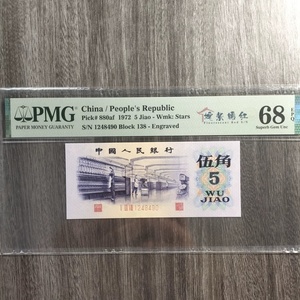 PMG
PAPER MONEY GUARANTY
China / People's Republic
Pick# 880af 1972 5 Jiao - Wmk: Stars
S/N 1248490 Block 138 - Engraved
68 EPQ
Superb Gem Unc
中国人民银行
伍角
5
WU
JIAO